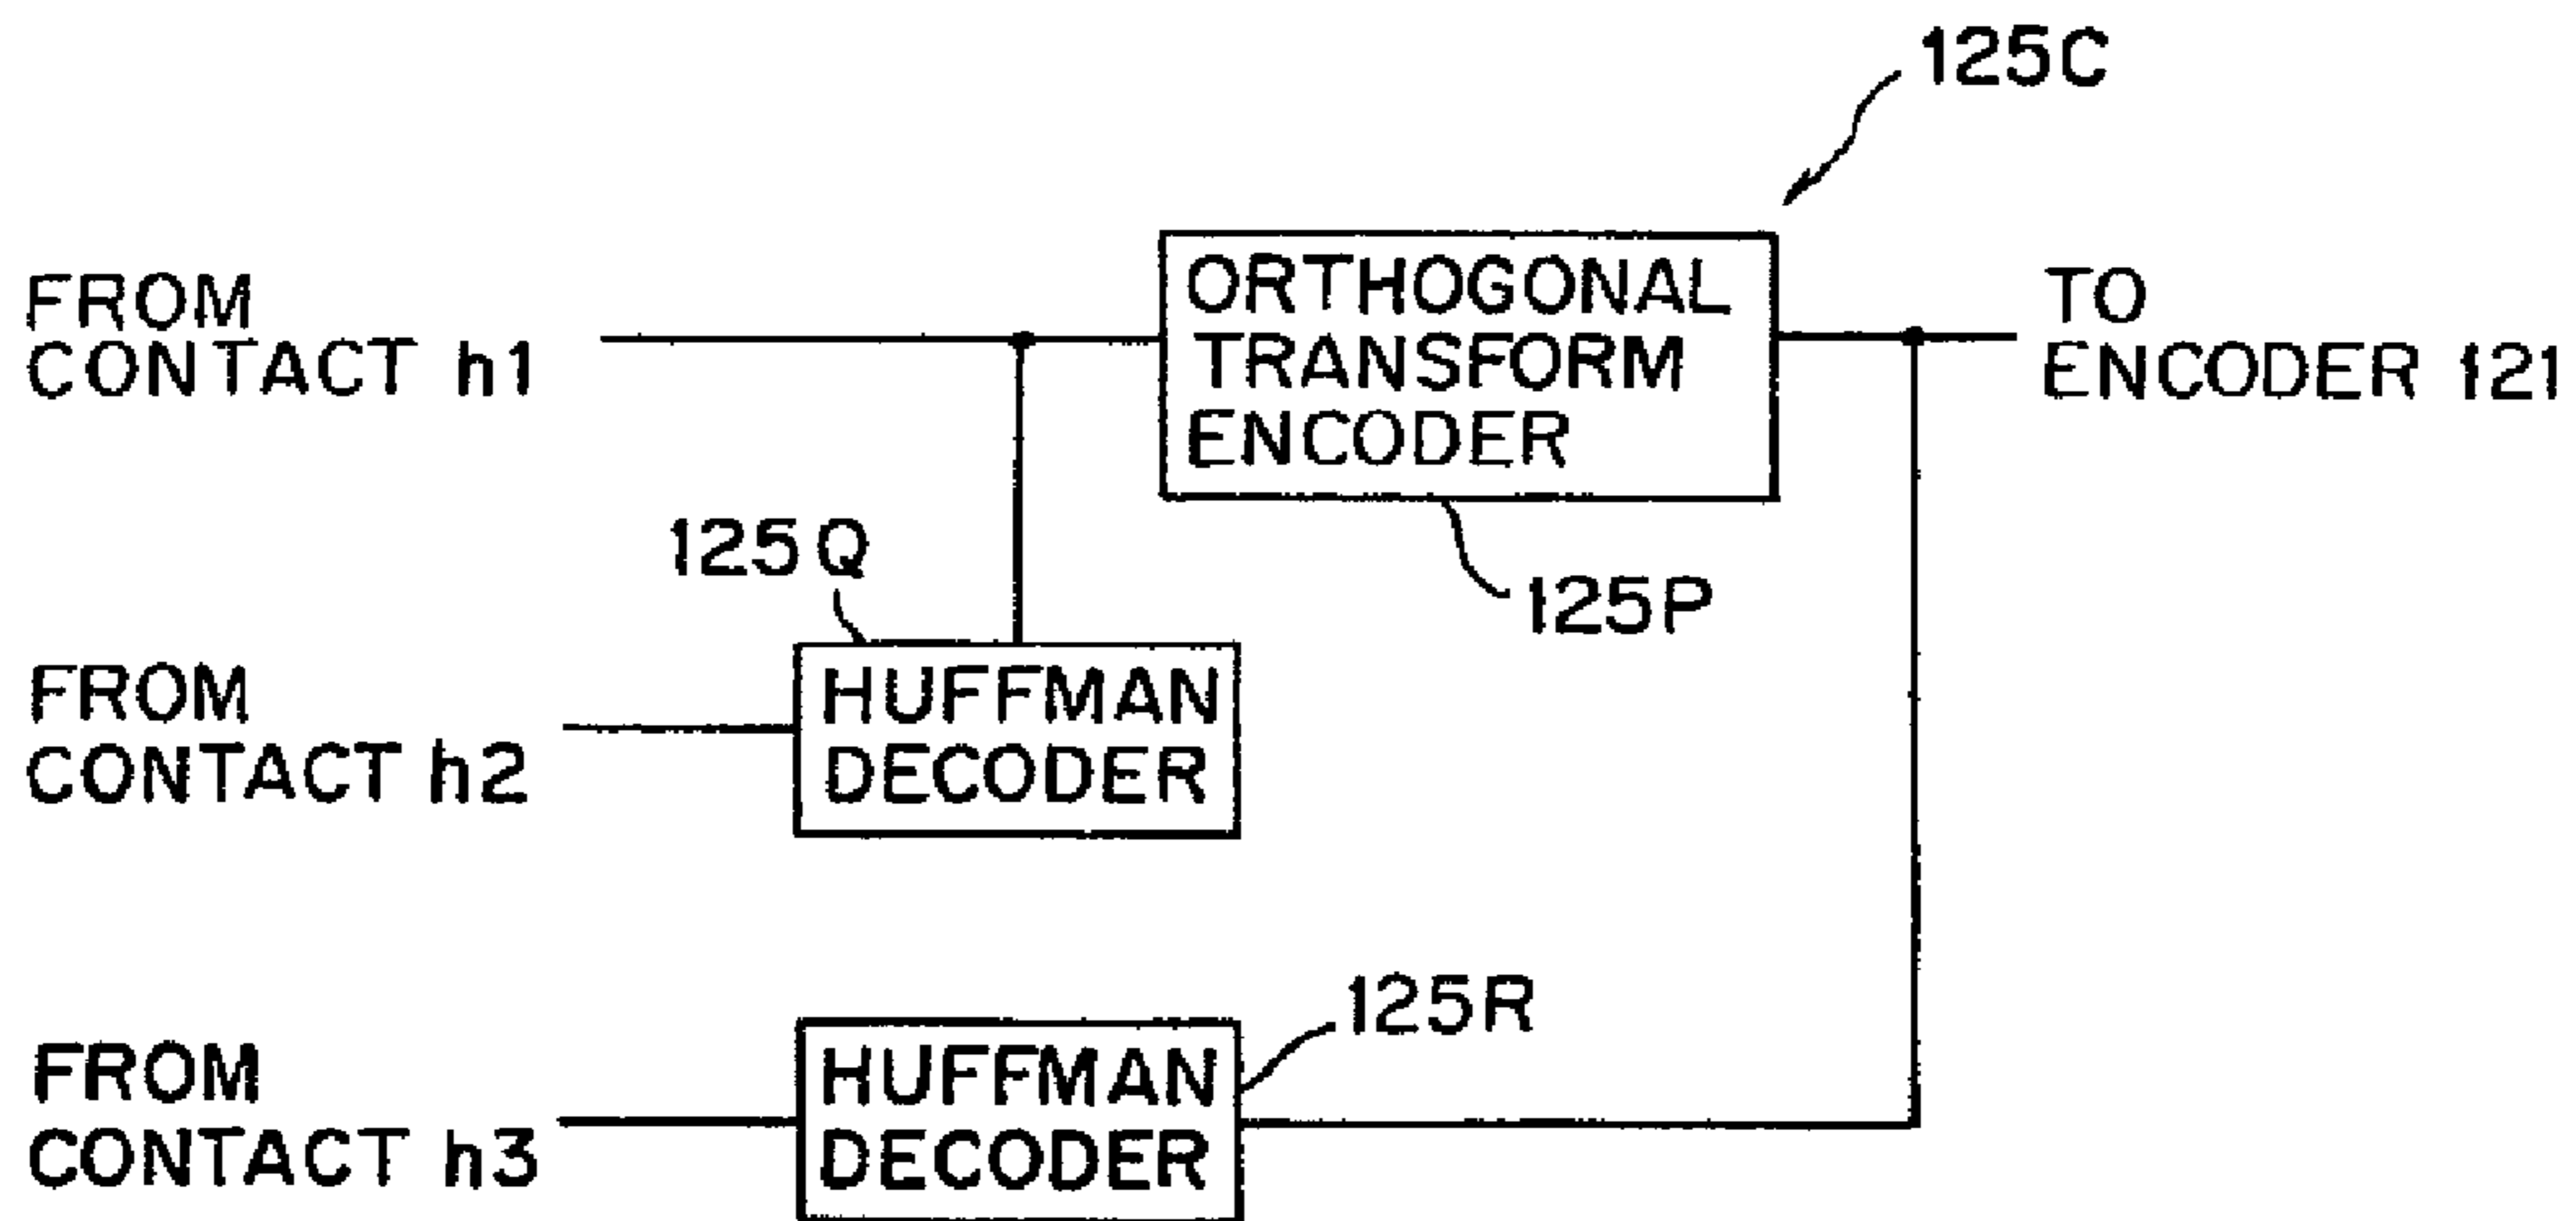 125C
FROM
CONTACT h1
ORTHOGONAL
TRANSFORM
ENCODER
TO
ENCODER 121
125Q
125P
FROM
CONTACT h2
HUFFMAN
DECODER
125R
FROM
CONTACT h3
HUFFMAN
DECODER